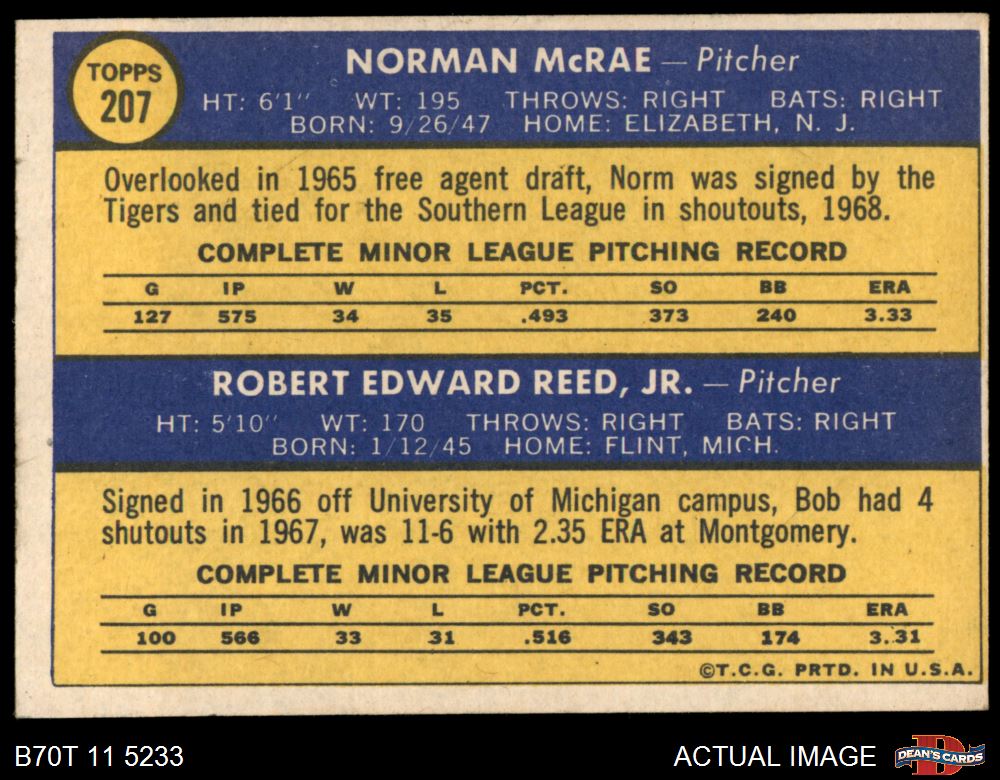 TOPPS
207
NORMAN McRAE — Pitcher
HT: 6'1" WT: 195 THROWS: RIGHT BATS: RIGHT
BORN: 9/26/47 HOME: ELIZABETH, N. J.
Overlooked in 1965 free agent draft, Norm was signed by the
Tigers and tied for the Southern League in shoutouts, 1968.
COMPLETE MINOR LEAGUE PITCHING RECORD
G IP W L PCT. SO BB ERA
127 575 34 35 .493 373 240 3.33
ROBERT EDWARD REED, JR. — Pitcher
HT: 5'10" WT: 170 THROWS: RIGHT BATS: RIGHT
BORN: 1/12/45 HOME: FLINT, MICH.
Signed in 1966 off University of Michigan campus, Bob had 4
shutouts in 1967, was 11-6 with 2.35 ERA at Montgomery.
COMPLETE MINOR LEAGUE PITCHING RECORD
G IP W L PCT. SO BB ERA
100 566 33 31 .516 343 174 3.31
©T.C.G. PRTD. IN U.S.A.
B70T 11 5233
ACTUAL IMAGE
DEAN'S CARDS